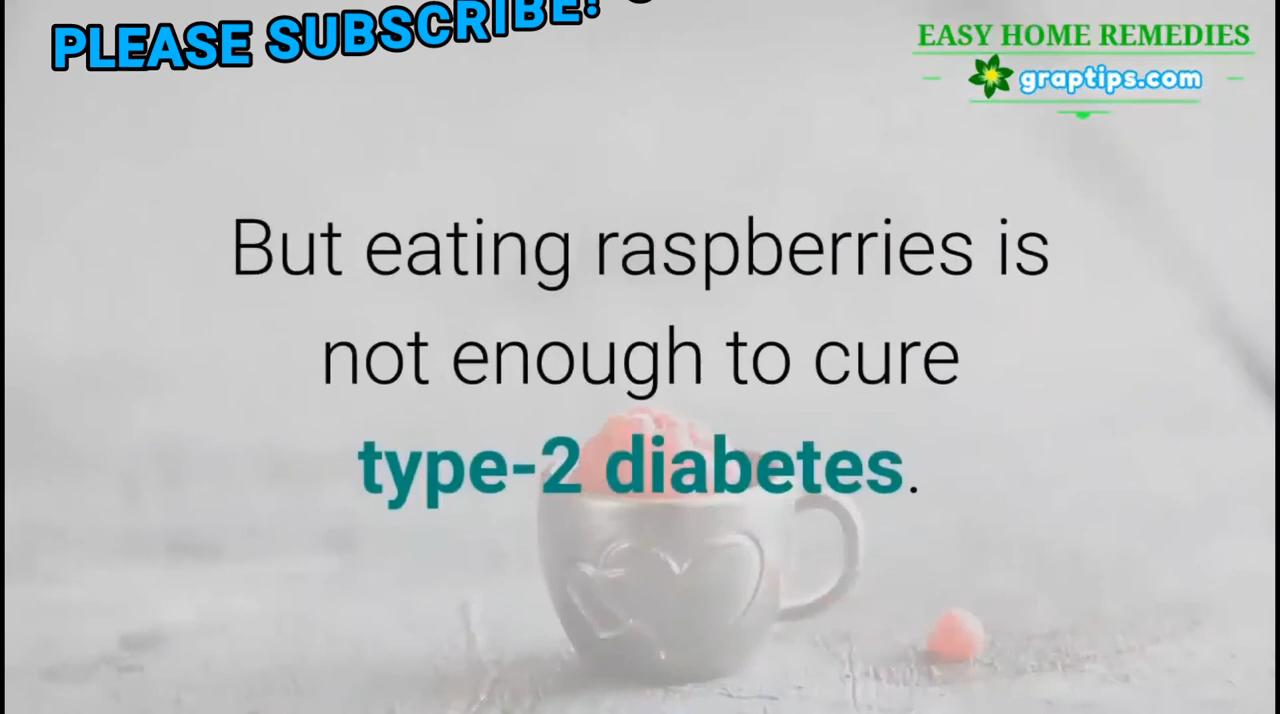 PLEASE SUBSCRIBE!
EASY HOME REMEDIES
graptips.com
But eating raspberries is
not enough to cure
type-2 diabetes.